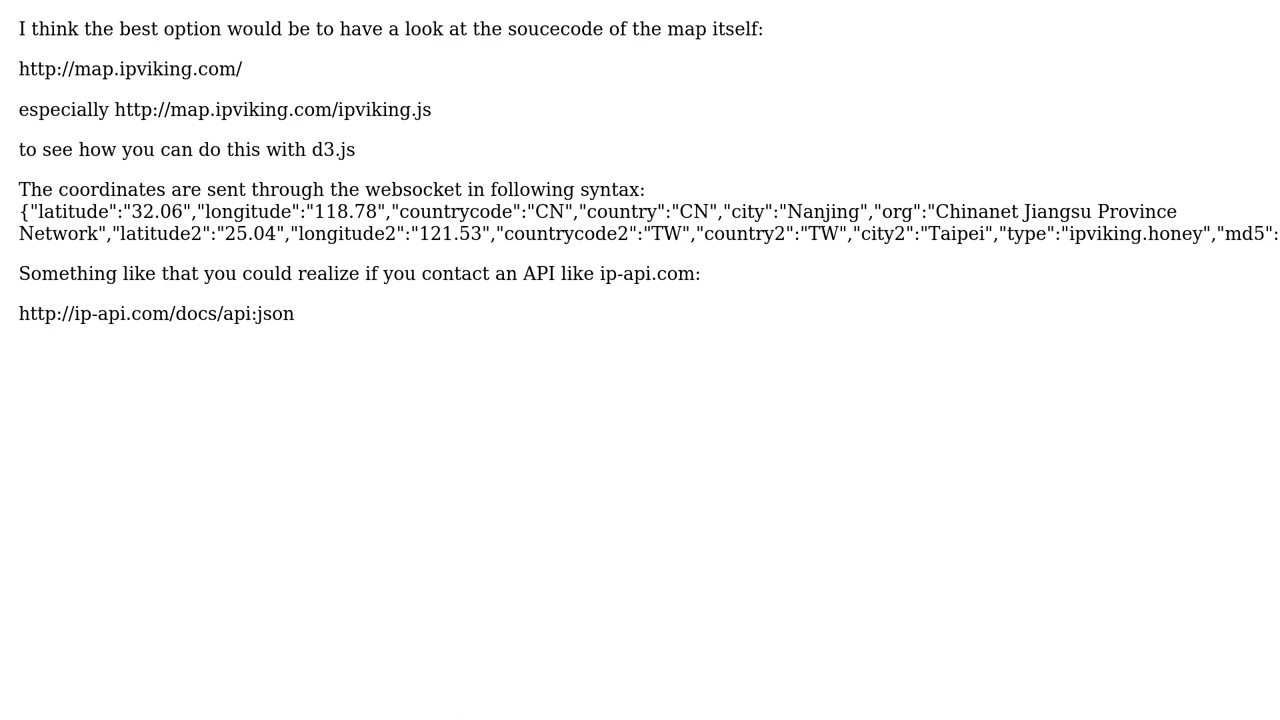 I think the best option would be to have a look at the soucecode of the map itself:
http://map.ipviking.com/
especially http://map.ipviking.com/ipviking.js
to see how you can do this with d3.js
The coordinates are sent through the websocket in following syntax:
{"latitude":"32.06","longitude":"118.78","countrycode":"CN","country":"CN","city":"Nanjing","org":"Chinanet Jiangsu Province
Network","latitude2":"25.04","longitude2":"121.53","countrycode2":"TW","country2":"TW","city2":"Taipei","type":"ipviking.honey","md5":
Something like that you could realize if you contact an API like ip-api.com:
http://ip-api.com/docs/api:json